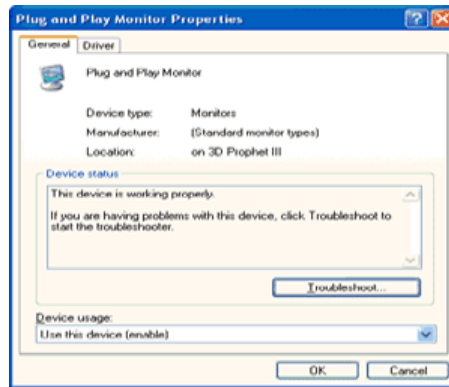 Plug and Play Monitor Properties
General Driver
Plug and Play Monitor
Device type: Monitors
Manufacturer: (Standard monitor types)
Location: on 3D Prophet III
Device status
This device is working properly.
If you are having problems with this device, click Troubleshoot to
start the troubleshooter.
Troubleshoot...
Device usage:
Use this device (enable)
OK Cancel